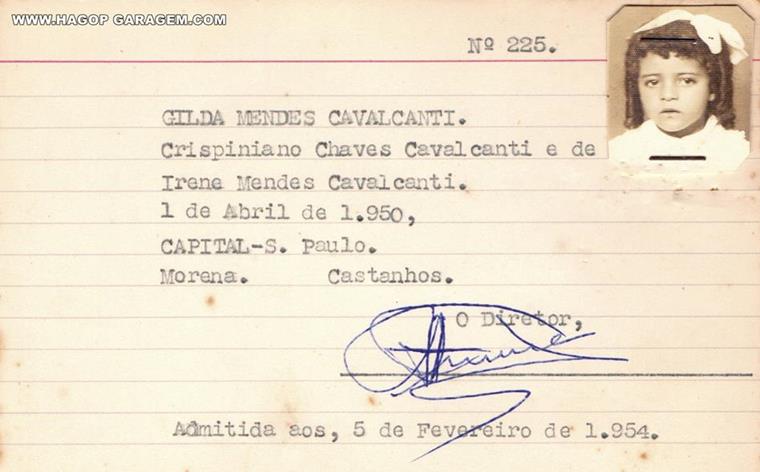 WWW.HAGOP GARAGEM.COM
Nº 225.
GILDA MENDES CAVALCANTI.
Crispiniano Chaves Cavalcanti e de
Irene Mendes Cavalcanti.
1 de Abril de 1.950,
CAPITAL-S. Paulo.
Morena. Castanhos.
O Diretor,
Admitida aos, 5 de Fevereiro de 1.954.